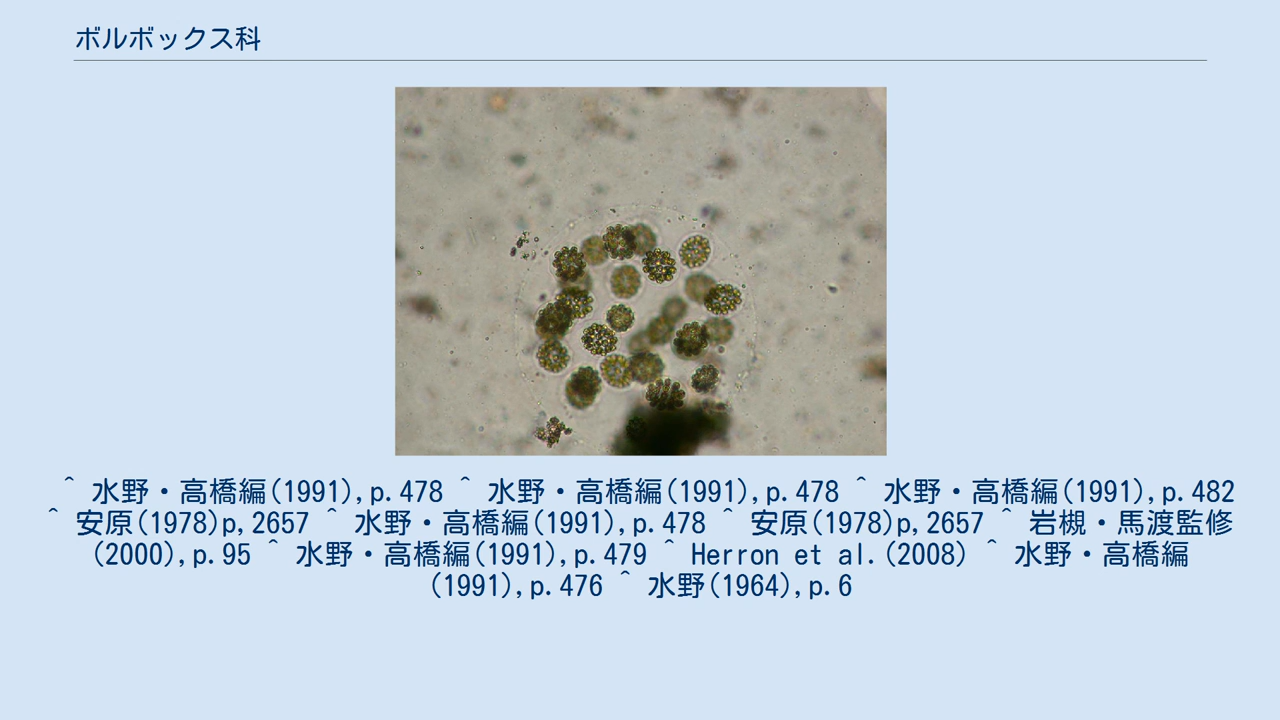 ボルボックス科
^ 水野・高橋編(1991),p.478 ^ 水野・高橋編(1991),p.478 ^ 水野・高橋編(1991),p.482
^ 安原(1978)p,2657 ^ 水野・高橋編(1991),p.478 ^ 安原(1978)p,2657 ^ 岩槻・馬渡監修
(2000),p.95 ^ 水野・高橋編(1991),p.479 ^ Herron et al.(2008) ^ 水野・高橋編
(1991),p.476 ^ 水野(1964),p.6